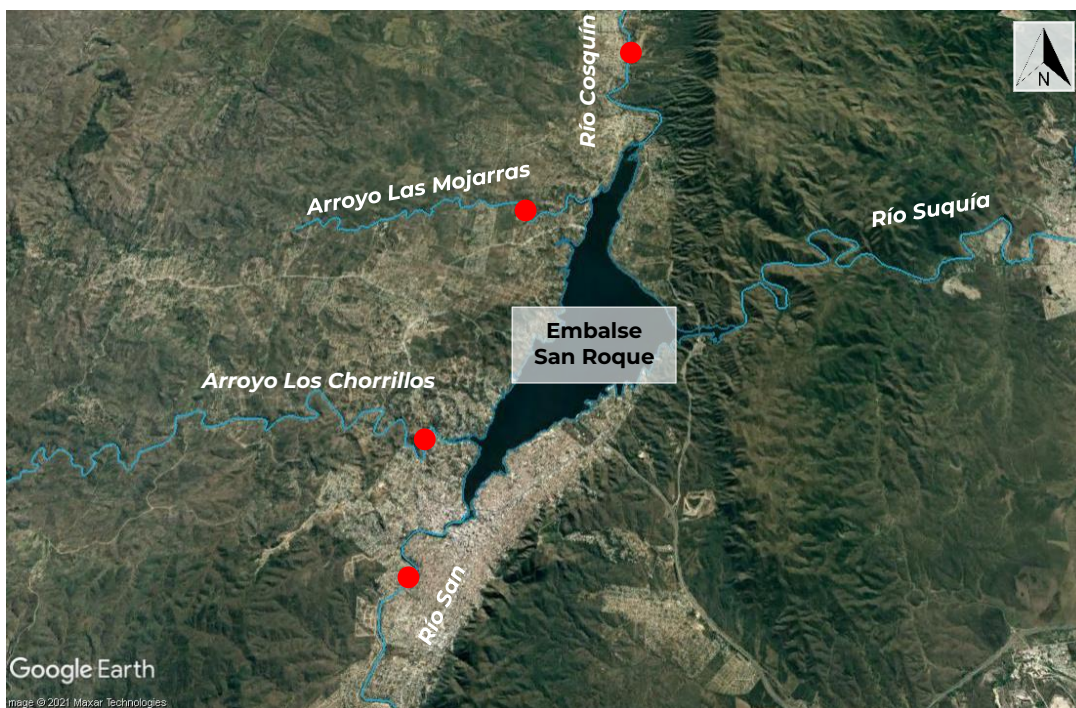 Río Cosquín
N
Arroyo Las Mojarras
Río Suquía
Embalse
San Roque
Arroyo Los Chorrillos
Río San
Google Earth
mage © 2021 Maxar Technologies